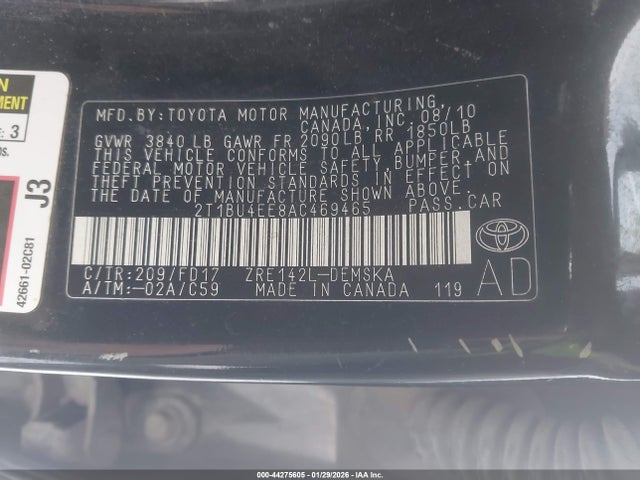 N
EMENT
E: 3
os.
J3
42661-02C81
MFD.BY:TOYOTA MOTOR MANUFACTURING,
CANADA, INC. 08/10
GVWR 3840 LB GAWR FR 2090LB RR 1850LB
THIS VEHICLE CONFORMS TO ALL APPLICABLE
FEDERAL MOTOR VEHICLE SAFETY, BUMPER, AND
THEFT PREVENTION STANDARDS IN EFFECT ON
THE DATE OF MANUFACTURE SHOWN ABOVE.
2T1BU4EE8AC469465 PASS.CAR
C/TR:209/FD17 ZRE142L-DEMSKA
A/TM:-02A/C59 MADE IN CANADA 119
AD
000-44275605 - 01/29/2026 - IAA Inc.